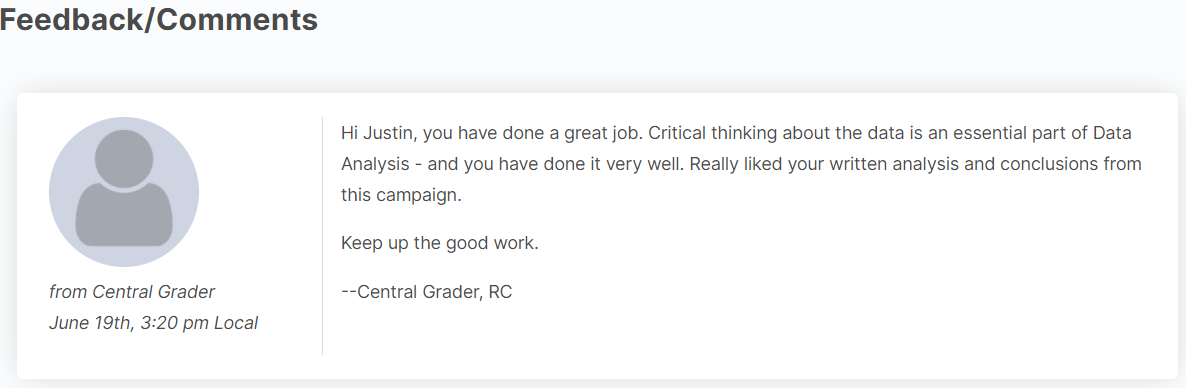 Feedback/Comments
Hi Justin, you have done a great job. Critical thinking about the data is an essential part of Data
Analysis - and you have done it very well. Really liked your written analysis and conclusions from
this campaign.
Keep up the good work.
--Central Grader, RC
from Central Grader
June 19th, 3:20 pm Local